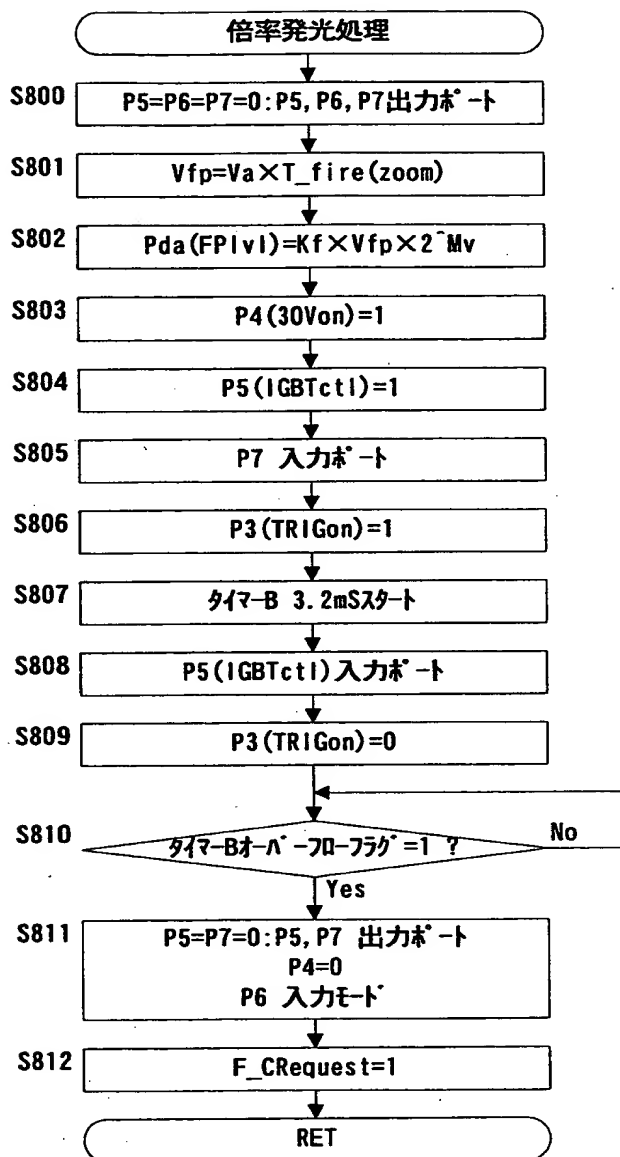 倍率発光処理
S800
P5=P6=P7=0:P5,P6,P7出力ポート
S801
Vfp=Va×T_fire(zoom)
S802
Pda(FPlvl)=Kf×Vfp×2^Mv
S803
P4(30Von)=1
S804
P5(IGBTctl)=1
S805
P7 入力ポート
S806
P3(TRIGon)=1
S807
タイマーB 3.2mSスタート
S808
P5(IGBTctl)入力ポート
S809
P3(TRIGon)=0
S810
タイマーBオーバーフローフラグ=1 ?
No
Yes
S811
P5=P7=0:P5,P7 出力ポート
P4=0
P6 入力モード
S812
F_CRequest=1
RET